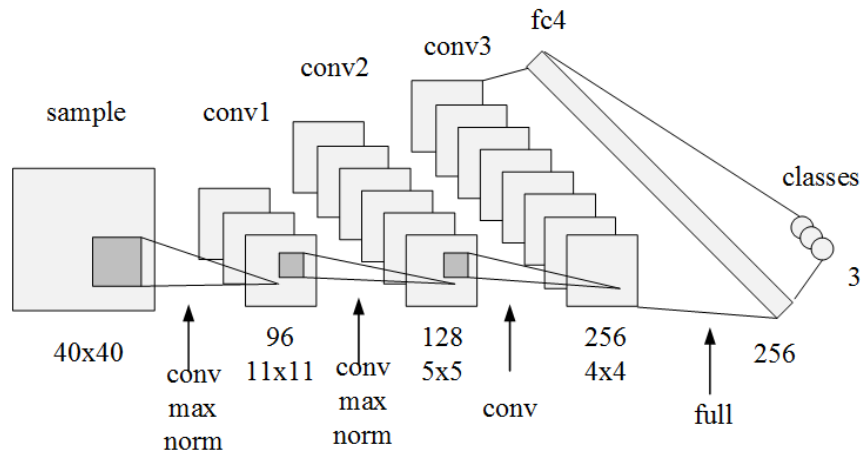 fc4
conv3
conv2
sample
conv1
classes
3
40x40
96
11x11
128
5x5
256
4x4
256
conv
max
norm
conv
max
norm
conv
full